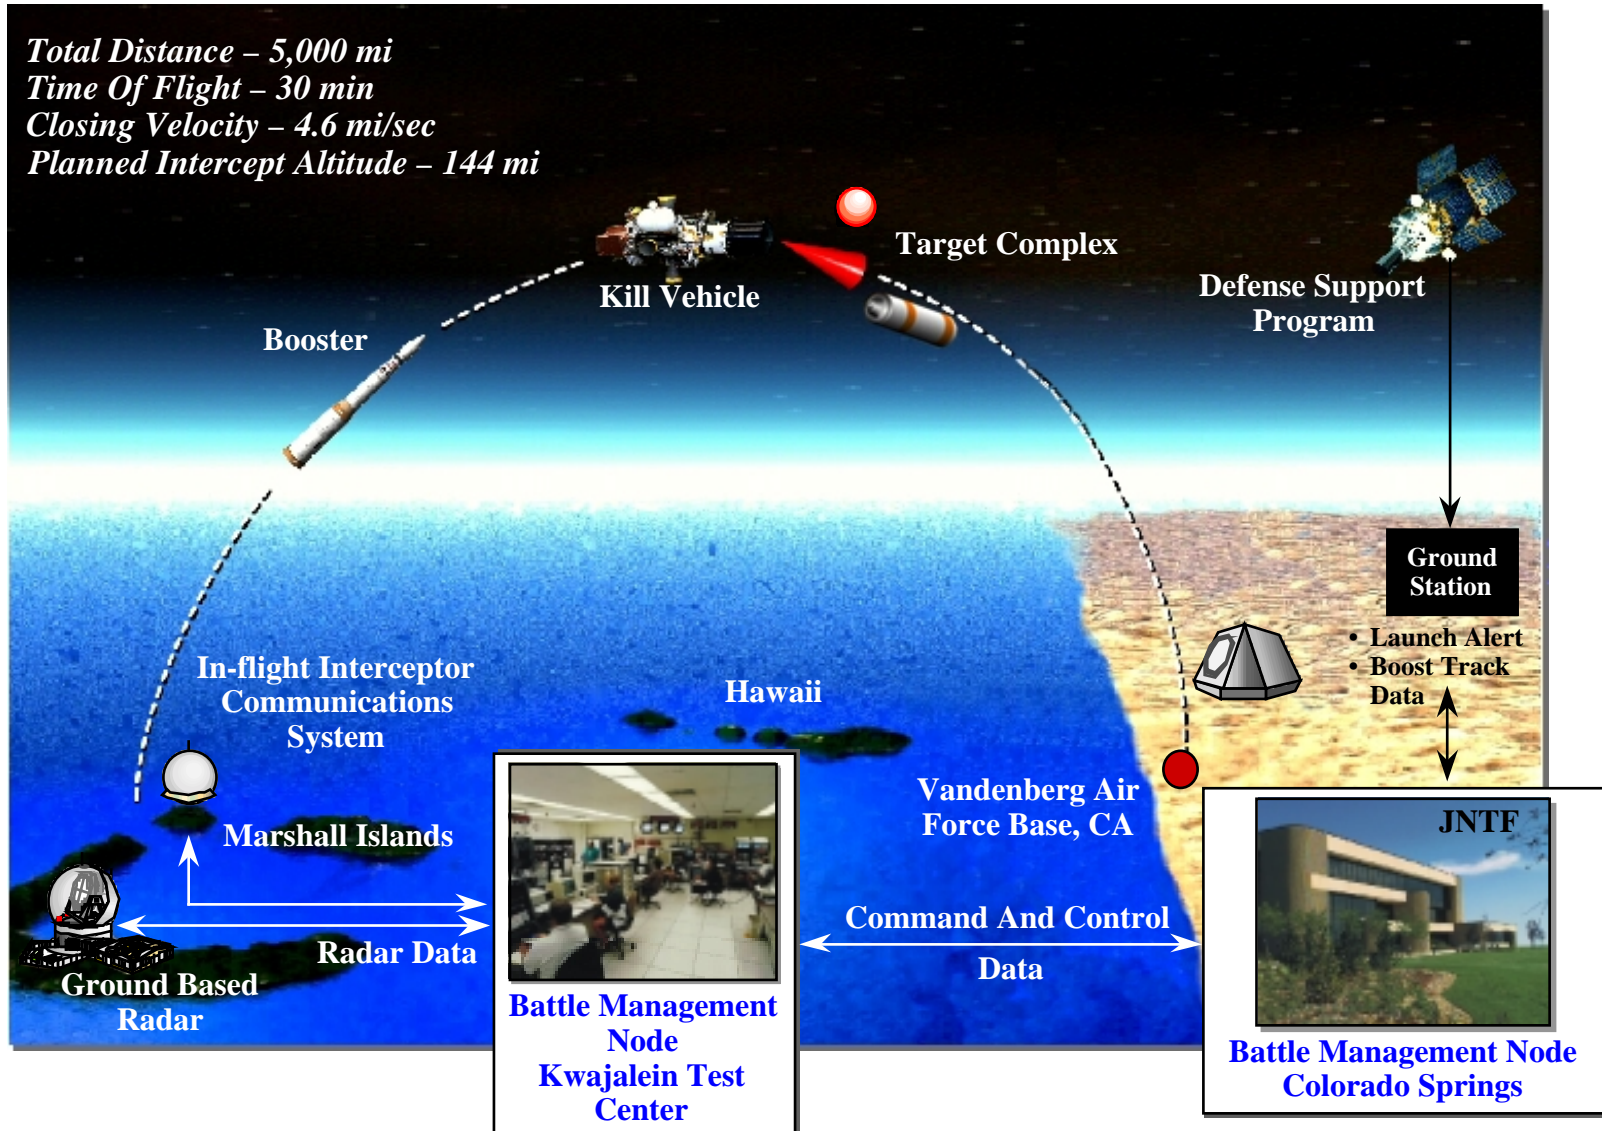 Total Distance – 5,000 mi
Time Of Flight – 30 min
Closing Velocity – 4.6 mi/sec
Planned Intercept Altitude – 144 mi
Target Complex
Kill Vehicle
Defense Support
Program
Booster
Ground
Station
• Launch Alert
• Boost Track
Data
In-flight Interceptor
Communications
System
Hawaii
Vandenberg Air
Force Base, CA
Marshall Islands
JNTF
Radar Data
Command And Control
Data
Ground Based
Radar
Battle Management
Node
Kwajalein Test
Center
Battle Management Node
Colorado Springs